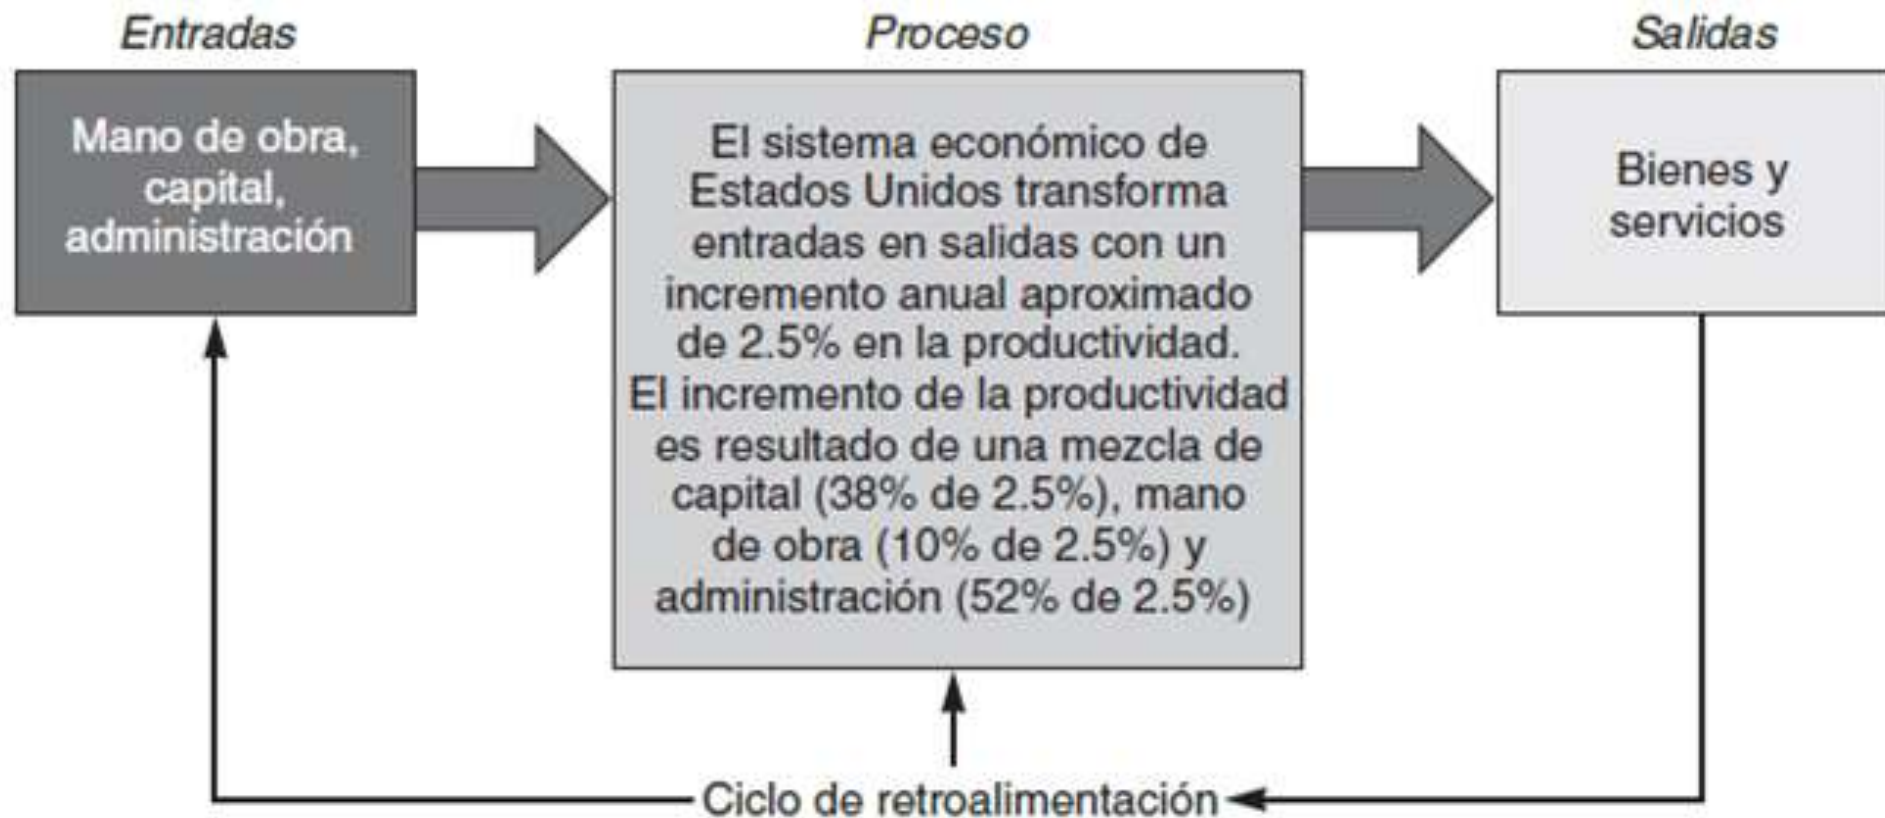 Entradas
Proceso
Salidas
Mano de obra,
capital,
administración
El sistema económico de
Estados Unidos transforma
entradas en salidas con un
incremento anual aproximado
de 2.5% en la productividad.
El incremento de la productividad
es resultado de una mezcla de
capital (38% de 2.5%), mano
de obra (10% de 2.5%) y
administración (52% de 2.5%)
Bienes y
servicios
Ciclo de retroalimentación